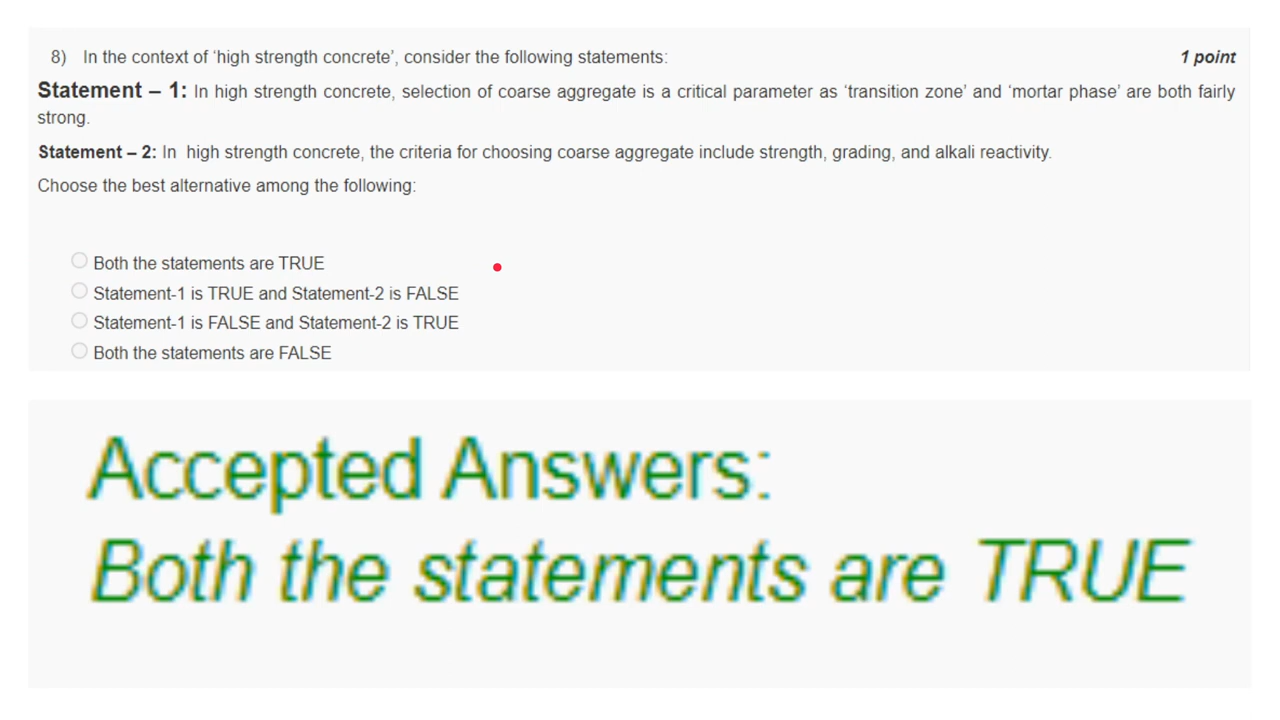 8) In the context of 'high strength concrete', consider the following statements: 1 point
Statement – 1: In high strength concrete, selection of coarse aggregate is a critical parameter as 'transition zone' and 'mortar phase' are both fairly
strong.
Statement – 2: In high strength concrete, the criteria for choosing coarse aggregate include strength, grading, and alkali reactivity.
Choose the best alternative among the following:
Both the statements are TRUE
Statement-1 is TRUE and Statement-2 is FALSE
Statement-1 is FALSE and Statement-2 is TRUE
Both the statements are FALSE
Accepted Answers:
Both the statements are TRUE